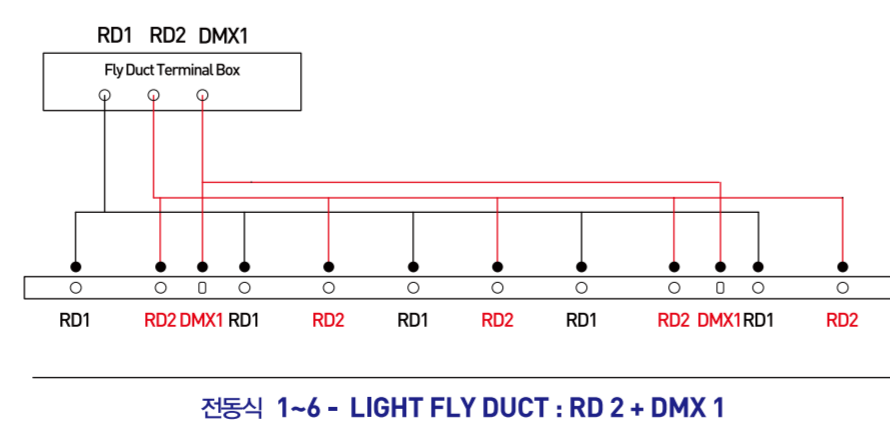 RD1 RD2 DMX1
Fly Duct Terminal Box
RD1 RD2 DMX1 RD1 RD2 RD1 RD2 RD1 RD2 DMX1 RD1 RD2
전동식 1~6 - LIGHT FLY DUCT : RD 2 + DMX 1